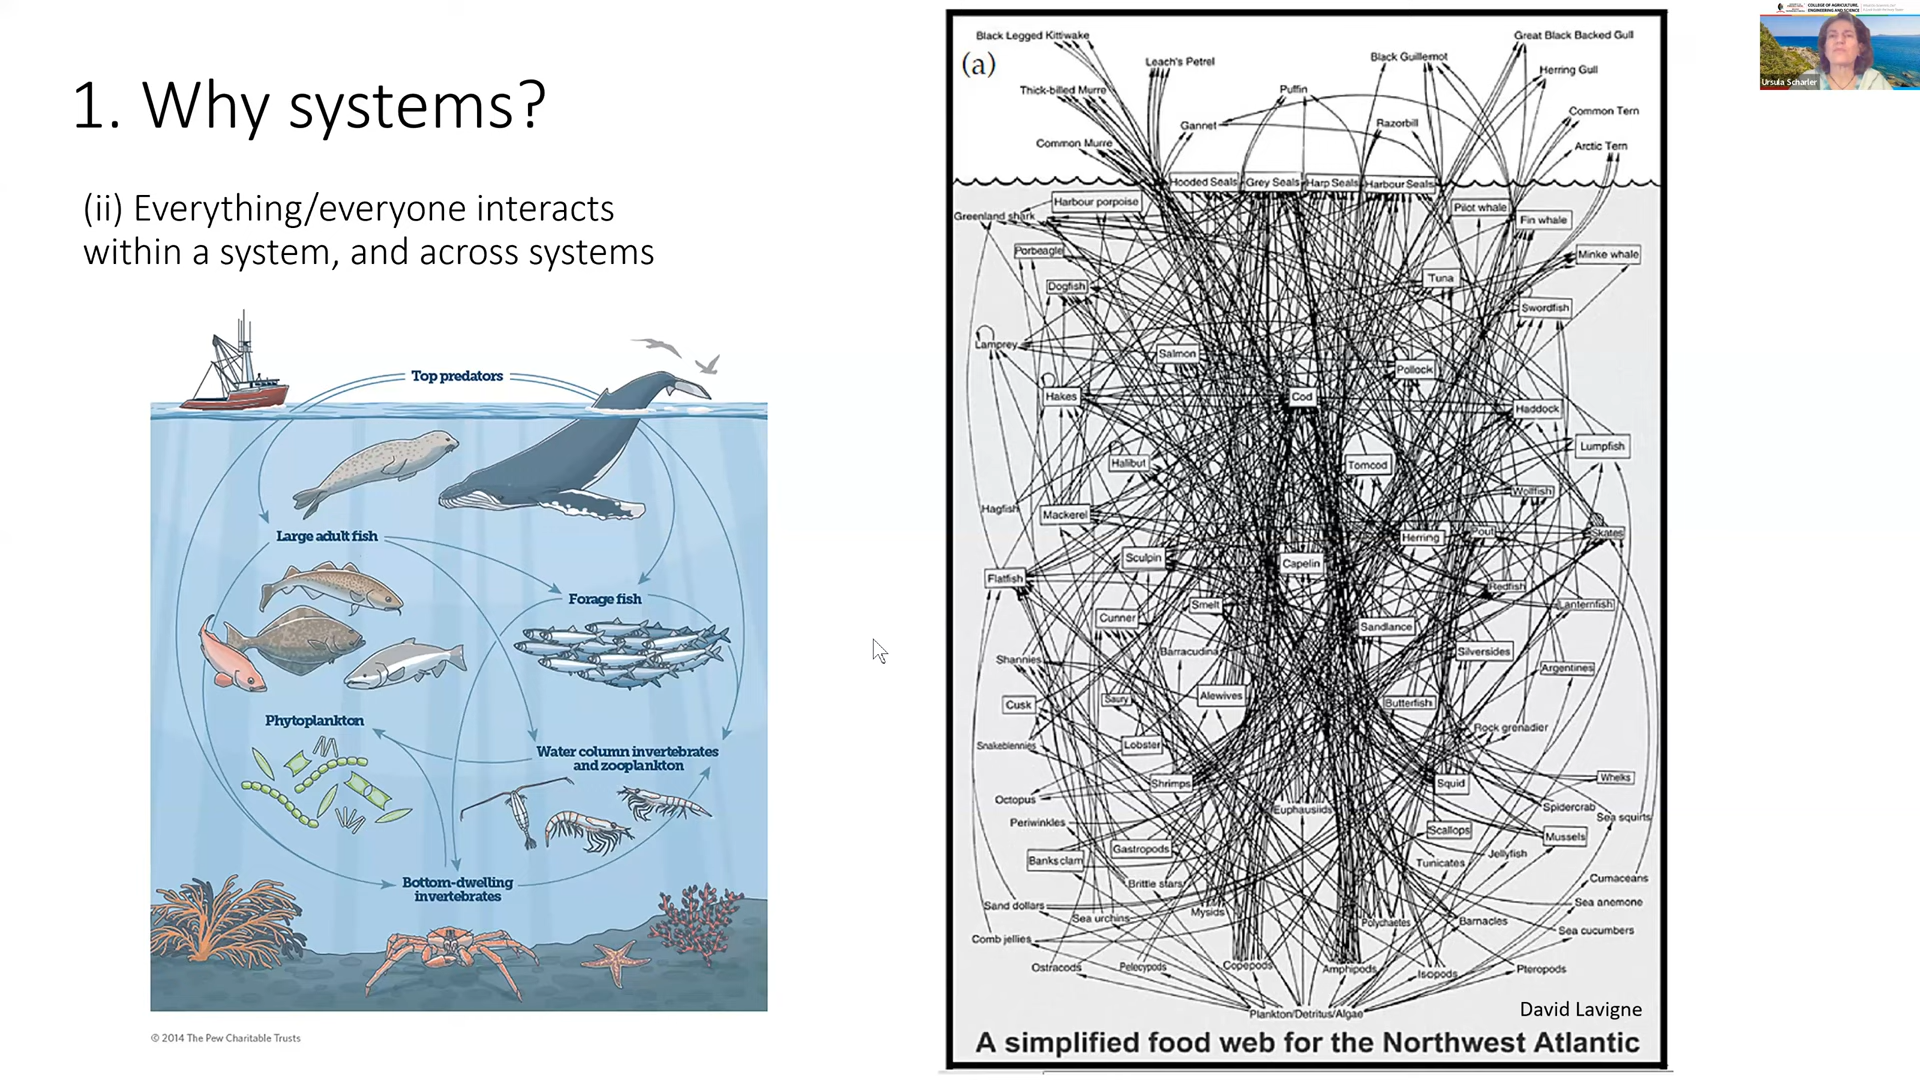 1. Why systems?
(ii) Everything/everyone interacts
within a system, and across systems
Top predators
Large adult fish
Forage fish
Phytoplankton
Water column invertebrates
and zooplankton
Bottom-dwelling
invertebrates
© 2014 The Pew Charitable Trusts
(a)
Black Legged Kittiwake
Great Black Backed Gull
Leach's Petrel
Black Guillemot
Herring Gull
Thick-billed Murre
Puffin
Common Tern
Gannet
Razorbill
Common Murre
Arctic Tern
Hooded Seals
Grey Seals
Harp Seals
Harbour Seals
Harbour porpoise
Pilot whale
Greenland shark
Fin whale
Porbeagle
Minke whale
Tuna
Dogfish
Swordfish
Lamprey
Salmon
Pollock
Hakes
Cod
Haddock
Lumpfish
Halibut
Tomcod
Wolffish
Hagfish
Mackerel
Herring
Pout
Skates
Sculpin
Capelin
Flatfish
Redfish
Smelt
Lanternfish
Cunner
Sandlance
Barracudina
Silversides
Shannies
Argentines
Alewives
Cusk
Saury
Butterfish
Rock grenadier
Snakeblennies
Lobster
Shrimps
Squid
Whelks
Octopus
Euphausiids
Spidercrab
Sea squirts
Periwinkles
Scallops
Mussels
Gastropods
Jellyfish
Banks clam
Tunicates
Brittle stars
Cumaceans
Sand dollars
Sea anemone
Sea urchins
Mysids
Polychaetes
Barnacles
Sea cucumbers
Comb jellies
Ostracods
Pelecypods
Copepods
Amphipods
Isopods
Pteropods
Plankton/Detritus/Algae
David Lavigne
A simplified food web for the Northwest Atlantic
COLLEGE OF AGRICULTURE,
ENGINEERING AND SCIENCE
Ursula Scharler